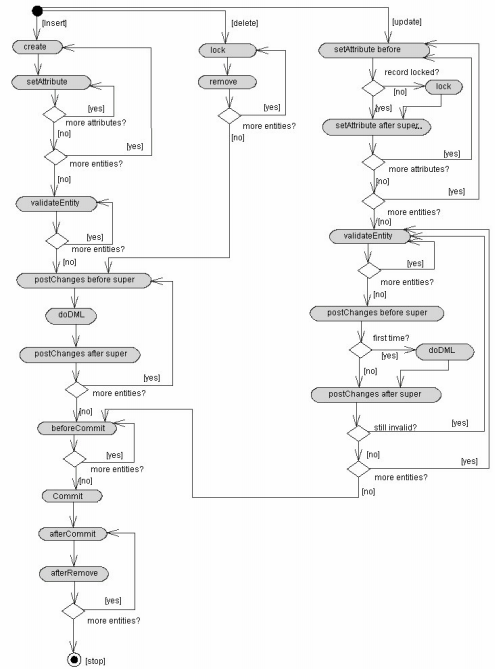 [insert]
create
setAttribute
[yes]
more attributes?
[no]
[yes]
more entities?
[no]
validateEntity
[yes]
more entities?
[no]
postChanges before super
doDML
postChanges after super
[yes]
more entities?
[no]
beforeCommit
[yes]
more entities?
[no]
Commit
afterCommit
afterRemove
[yes]
more entities?
[stop]
[delete]
lock
remove
[yes]
more entities?
[no]
[update]
setAttribute before
record locked?
[no]
lock
[yes]
setAttribute after super...
[yes]
more attributes?
[no]
[yes]
more entities?
[no]
validateEntity
[yes]
more entities?
[no]
postChanges before super
first time?
[yes]
doDML
[no]
postChanges after super
still invalid?
[yes]
[no]
[yes]
more entities?
[no]